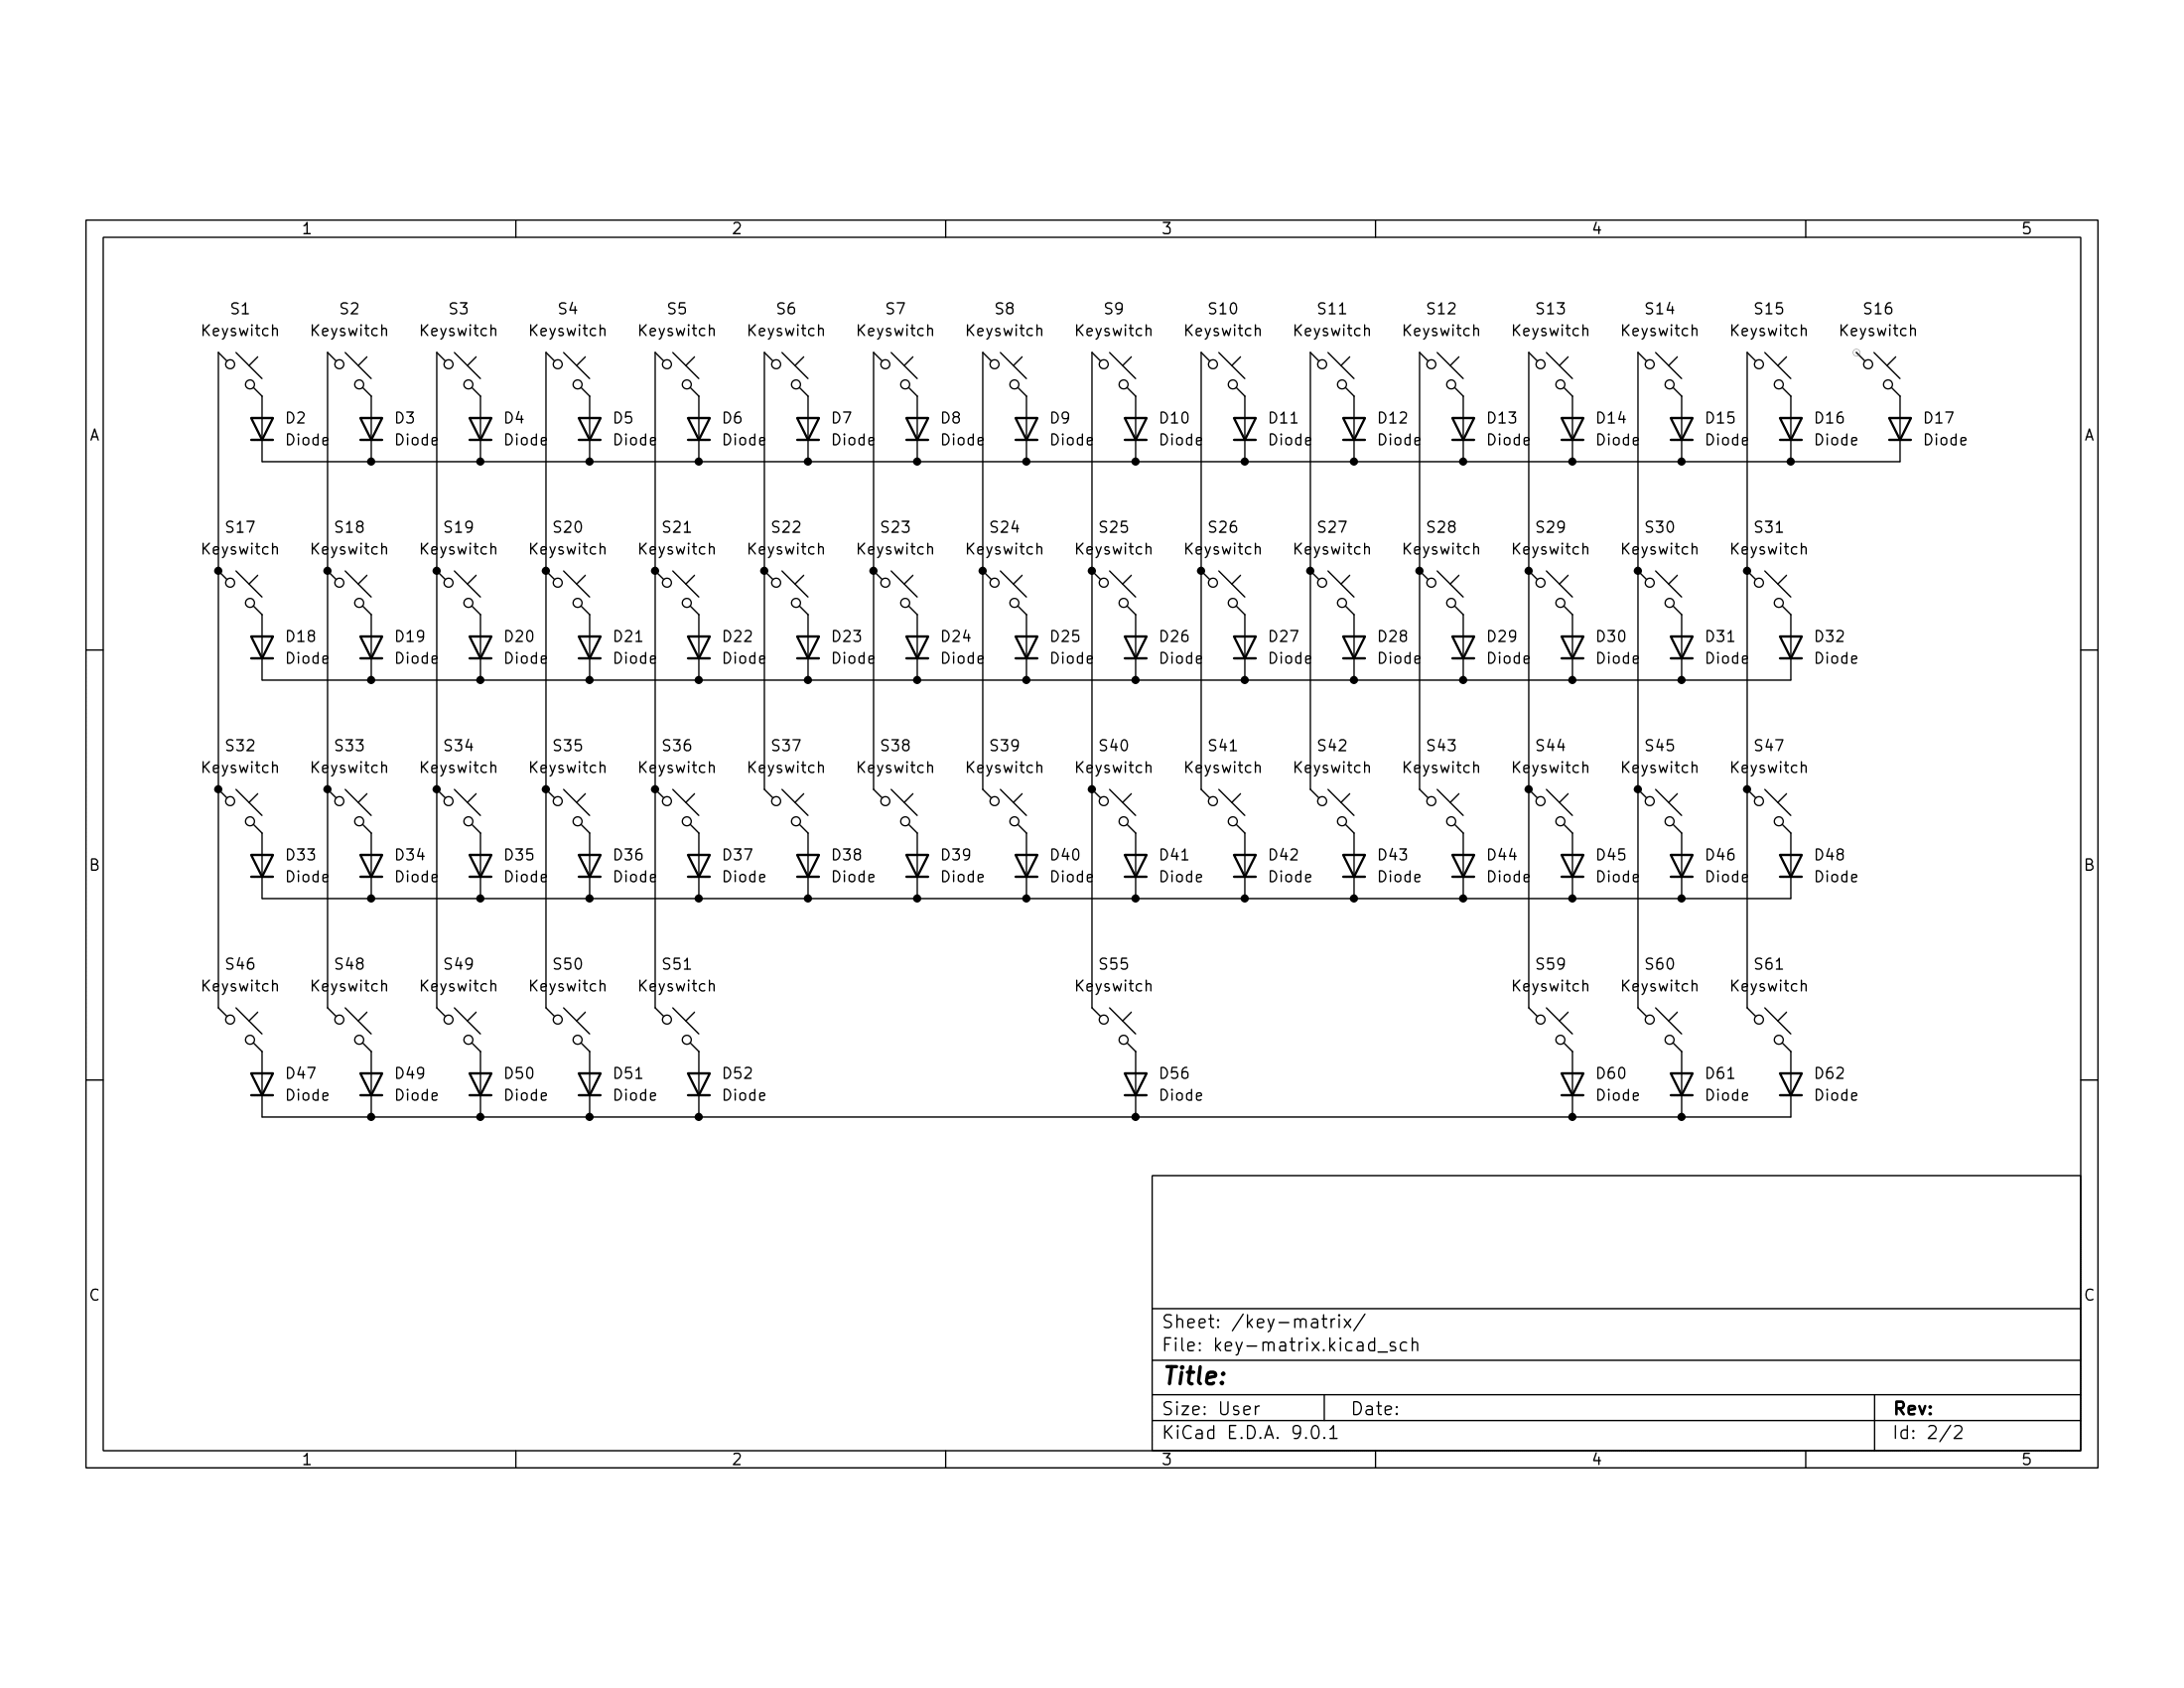 1 2 3 4 5
S1 S2 S3 S4 S5 S6 S7 S8 S9 S10 S11 S12 S13 S14 S15 S16
Keyswitch Keyswitch Keyswitch Keyswitch Keyswitch Keyswitch Keyswitch Keyswitch Keyswitch Keyswitch Keyswitch Keyswitch Keyswitch Keyswitch Keyswitch Keyswitch
D2 D3 D4 D5 D6 D7 D8 D9 D10 D11 D12 D13 D14 D15 D16 D17
A A
Diode Diode Diode Diode Diode Diode Diode Diode Diode Diode Diode Diode Diode Diode Diode Diode
S17 S18 S19 S20 S21 S22 S23 S24 S25 S26 S27 S28 S29 S30 S31
Keyswitch Keyswitch Keyswitch Keyswitch Keyswitch Keyswitch Keyswitch Keyswitch Keyswitch Keyswitch Keyswitch Keyswitch Keyswitch Keyswitch Keyswitch
D18 D19 D20 D21 D22 D23 D24 D25 D26 D27 D28 D29 D30 D31 D32
Diode Diode Diode Diode Diode Diode Diode Diode Diode Diode Diode Diode Diode Diode Diode
S32 S33 S34 S35 S36 S37 S38 S39 S40 S41 S42 S43 S44 S45 S47
Keyswitch Keyswitch Keyswitch Keyswitch Keyswitch Keyswitch Keyswitch Keyswitch Keyswitch Keyswitch Keyswitch Keyswitch Keyswitch Keyswitch Keyswitch
D33 D34 D35 D36 D37 D38 D39 D40 D41 D42 D43 D44 D45 D46 D48
B B
Diode Diode Diode Diode Diode Diode Diode Diode Diode Diode Diode Diode Diode Diode Diode
S46 S48 S49 S50 S51 S55 S59 S60 S61
Keyswitch Keyswitch Keyswitch Keyswitch Keyswitch Keyswitch Keyswitch Keyswitch Keyswitch
D47 D49 D50 D51 D52 D56 D60 D61 D62
Diode Diode Diode Diode Diode Diode Diode Diode Diode
C C
Sheet: /key-matrix/
File: key-matrix.kicad_sch
Title:
Size: User Date: Rev:
KiCad E.D.A. 9.0.1 Id: 2/2
1 2 3 4 5